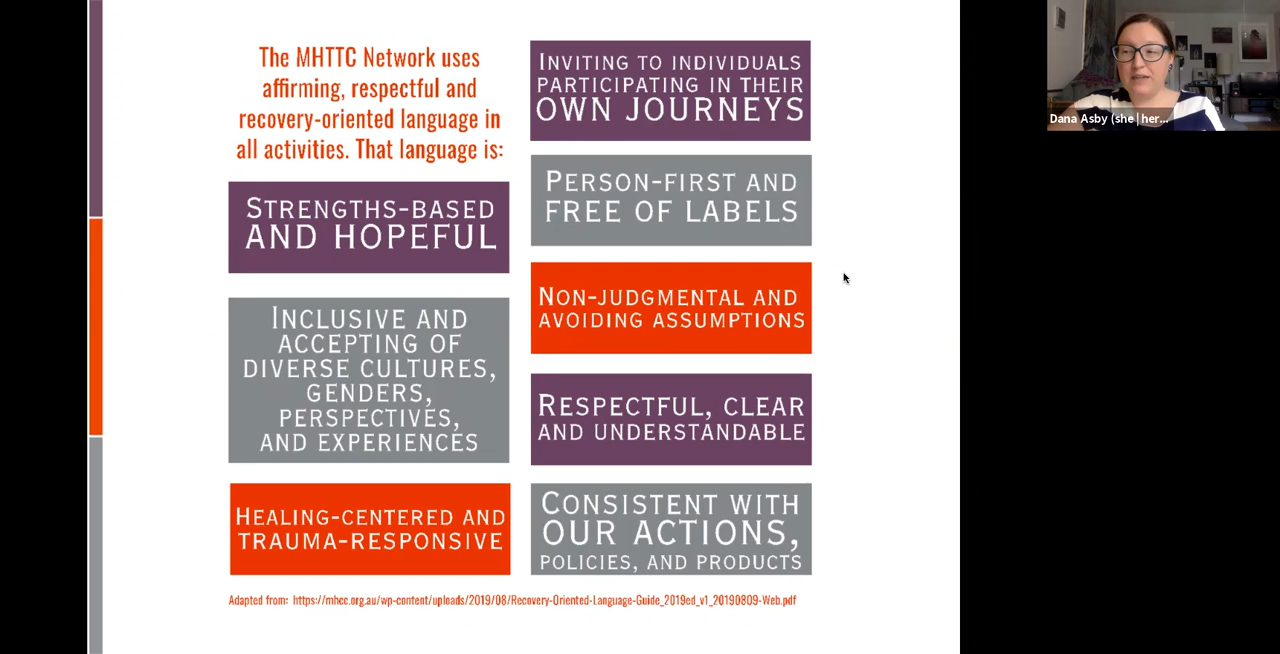 The MHTTC Network uses
affirming, respectful and
recovery-oriented language in
all activities. That language is:
STRENGTHS-BASED
AND HOPEFUL
INCLUSIVE AND
ACCEPTING OF
DIVERSE CULTURES,
GENDERS,
PERSPECTIVES,
AND EXPERIENCES
HEALING-CENTERED AND
TRAUMA-RESPONSIVE
INVITING TO INDIVIDUALS
PARTICIPATING IN THEIR
OWN JOURNEYS
PERSON-FIRST AND
FREE OF LABELS
NON-JUDGMENTAL AND
AVOIDING ASSUMPTIONS
RESPECTFUL, CLEAR
AND UNDERSTANDABLE
CONSISTENT WITH
OUR ACTIONS,
POLICIES, AND PRODUCTS
Adapted from: https://mhcc.org.au/wp-content/uploads/2019/08/Recovery-Oriented-Language-Guide_2019ed_v1_20190809-Web.pdf
Dana Asby (she|her...